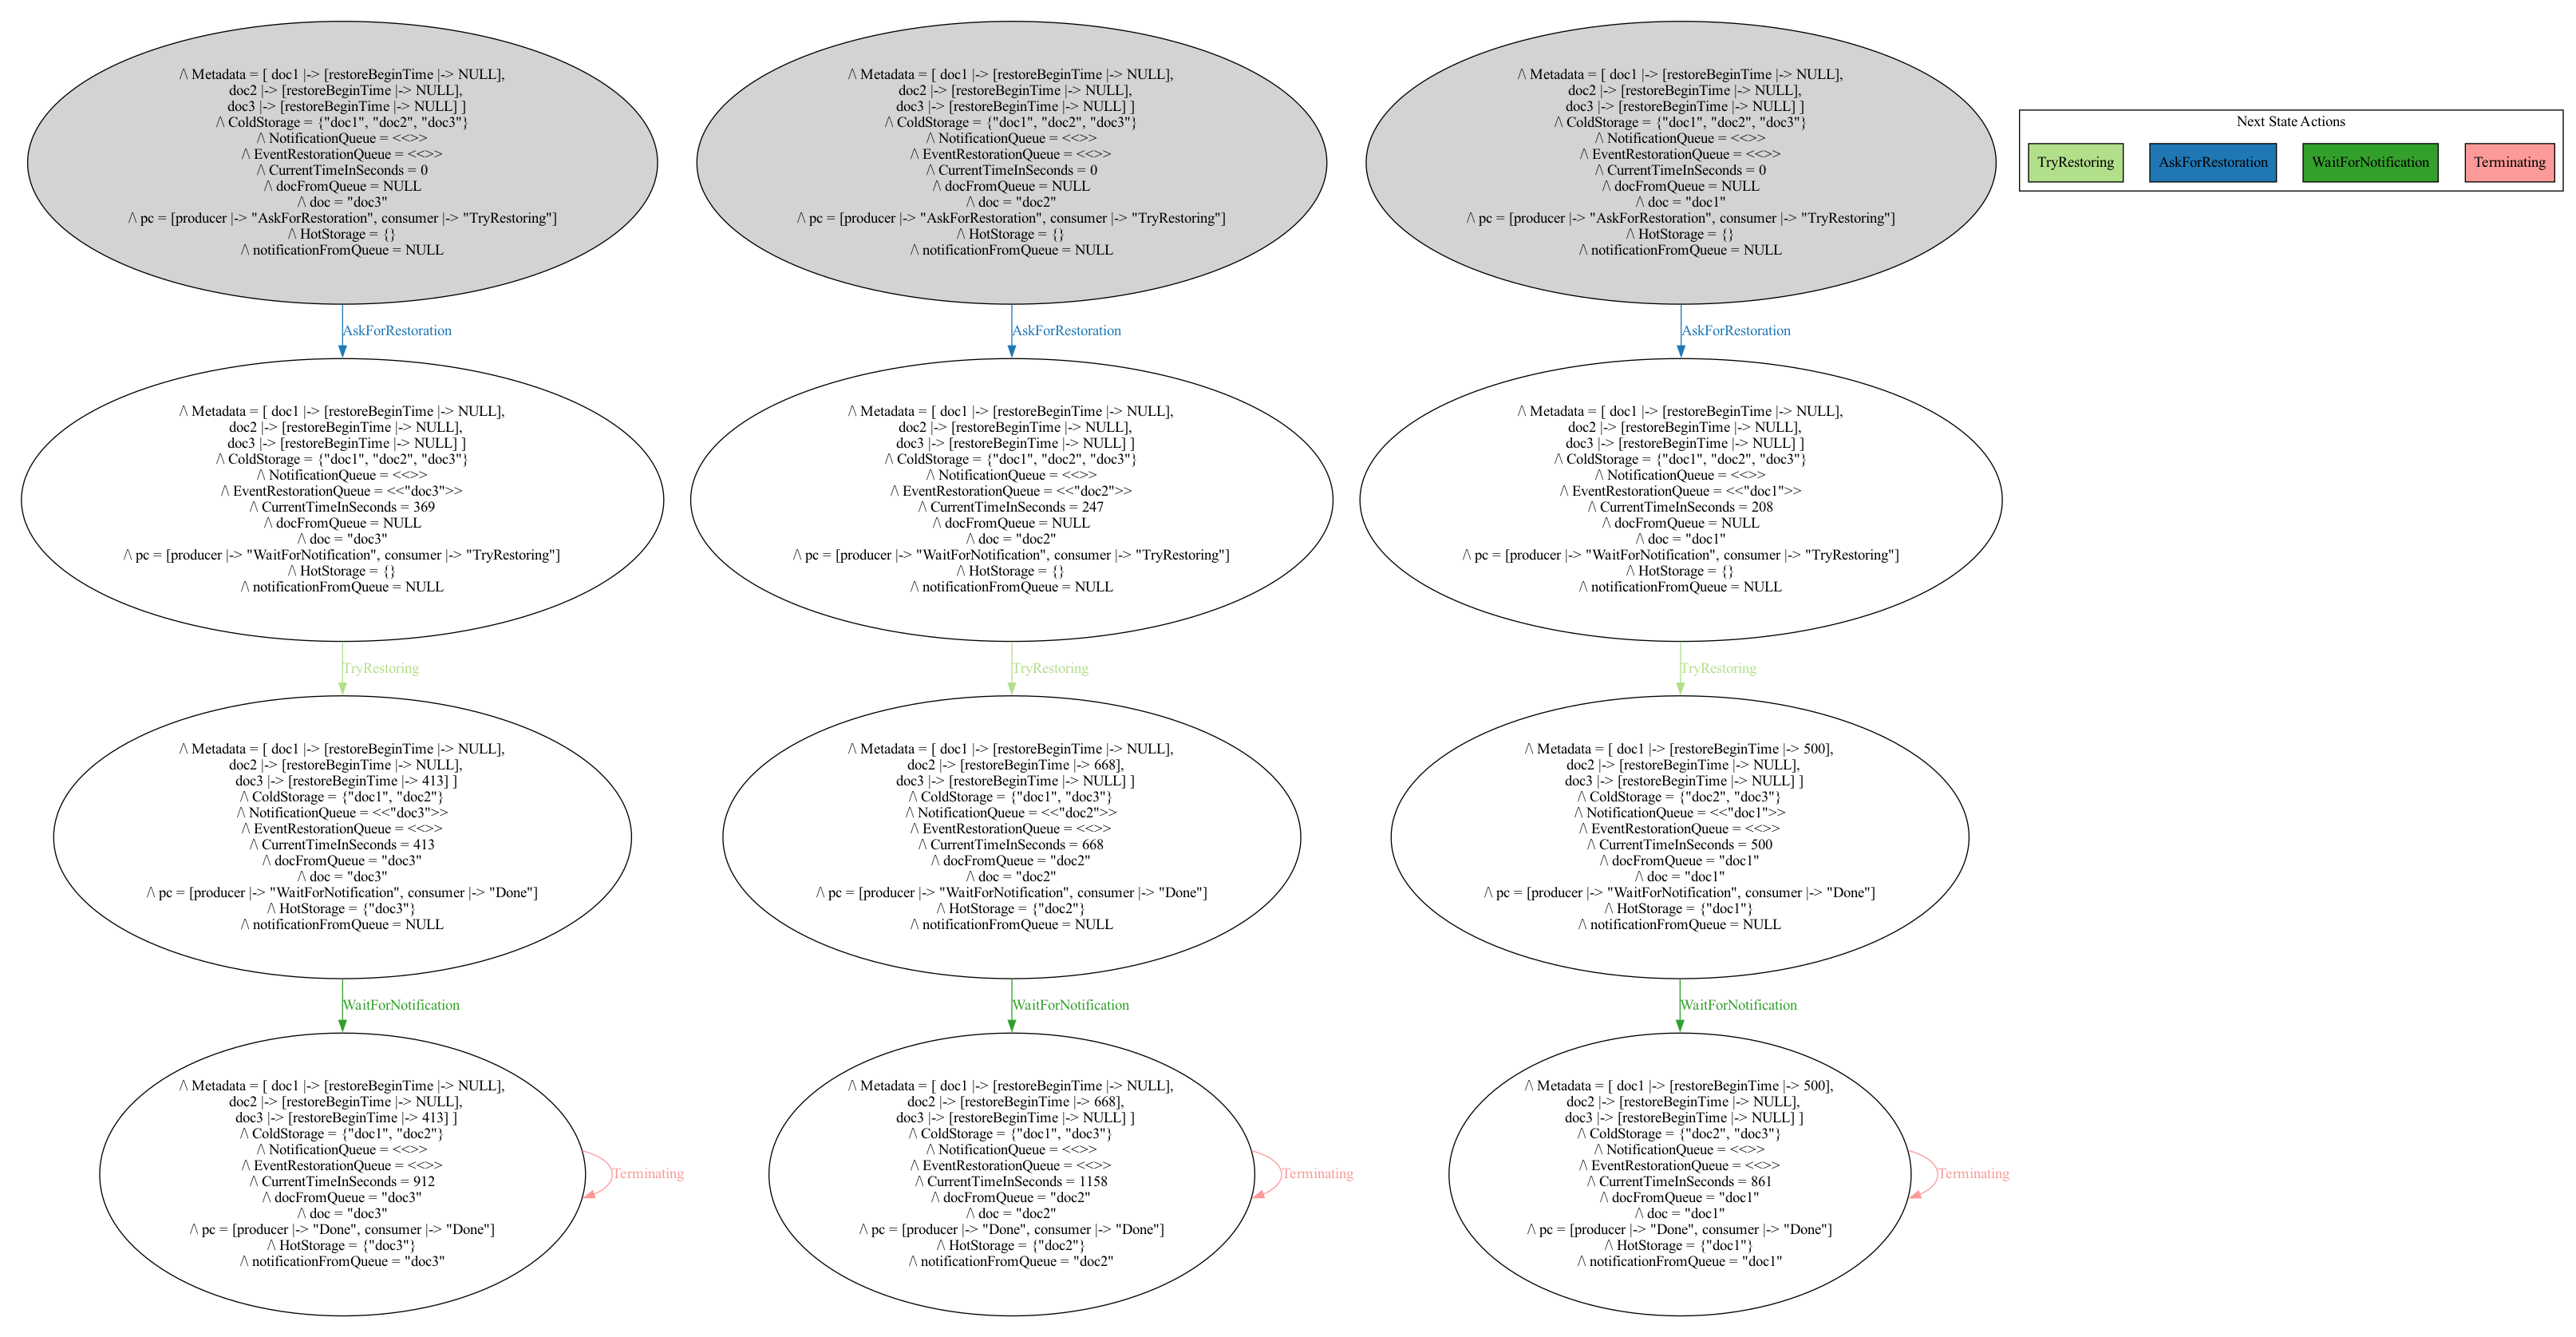 /\ Metadata = [ doc1 |-> [restoreBeginTime |-> NULL],
doc2 |-> [restoreBeginTime |-> NULL],
doc3 |-> [restoreBeginTime |-> NULL] ]
/\ ColdStorage = {"doc1", "doc2", "doc3"}
/\ NotificationQueue = <<>>
/\ EventRestorationQueue = <<>>
/\ CurrentTimeInSeconds = 0
/\ docFromQueue = NULL
/\ doc = "doc3"
/\ pc = [producer |-> "AskForRestoration", consumer |-> "TryRestoring"]
/\ HotStorage = {}
/\ notificationFromQueue = NULL
/\ Metadata = [ doc1 |-> [restoreBeginTime |-> NULL],
doc2 |-> [restoreBeginTime |-> NULL],
doc3 |-> [restoreBeginTime |-> NULL] ]
/\ ColdStorage = {"doc1", "doc2", "doc3"}
/\ NotificationQueue = <<>>
/\ EventRestorationQueue = <<>>
/\ CurrentTimeInSeconds = 0
/\ docFromQueue = NULL
/\ doc = "doc2"
/\ pc = [producer |-> "AskForRestoration", consumer |-> "TryRestoring"]
/\ HotStorage = {}
/\ notificationFromQueue = NULL
/\ Metadata = [ doc1 |-> [restoreBeginTime |-> NULL],
doc2 |-> [restoreBeginTime |-> NULL],
doc3 |-> [restoreBeginTime |-> NULL] ]
/\ ColdStorage = {"doc1", "doc2", "doc3"}
/\ NotificationQueue = <<>>
/\ EventRestorationQueue = <<>>
/\ CurrentTimeInSeconds = 0
/\ docFromQueue = NULL
/\ doc = "doc1"
/\ pc = [producer |-> "AskForRestoration", consumer |-> "TryRestoring"]
/\ HotStorage = {}
/\ notificationFromQueue = NULL
Next State Actions
TryRestoring
AskForRestoration
WaitForNotification
Terminating
AskForRestoration
AskForRestoration
AskForRestoration
/\ Metadata = [ doc1 |-> [restoreBeginTime |-> NULL],
doc2 |-> [restoreBeginTime |-> NULL],
doc3 |-> [restoreBeginTime |-> NULL] ]
/\ ColdStorage = {"doc1", "doc2", "doc3"}
/\ NotificationQueue = <<>>
/\ EventRestorationQueue = <<"doc3">>
/\ CurrentTimeInSeconds = 369
/\ docFromQueue = NULL
/\ doc = "doc3"
/\ pc = [producer |-> "WaitForNotification", consumer |-> "TryRestoring"]
/\ HotStorage = {}
/\ notificationFromQueue = NULL
/\ Metadata = [ doc1 |-> [restoreBeginTime |-> NULL],
doc2 |-> [restoreBeginTime |-> NULL],
doc3 |-> [restoreBeginTime |-> NULL] ]
/\ ColdStorage = {"doc1", "doc2", "doc3"}
/\ NotificationQueue = <<>>
/\ EventRestorationQueue = <<"doc2">>
/\ CurrentTimeInSeconds = 247
/\ docFromQueue = NULL
/\ doc = "doc2"
/\ pc = [producer |-> "WaitForNotification", consumer |-> "TryRestoring"]
/\ HotStorage = {}
/\ notificationFromQueue = NULL
/\ Metadata = [ doc1 |-> [restoreBeginTime |-> NULL],
doc2 |-> [restoreBeginTime |-> NULL],
doc3 |-> [restoreBeginTime |-> NULL] ]
/\ ColdStorage = {"doc1", "doc2", "doc3"}
/\ NotificationQueue = <<>>
/\ EventRestorationQueue = <<"doc1">>
/\ CurrentTimeInSeconds = 208
/\ docFromQueue = NULL
/\ doc = "doc1"
/\ pc = [producer |-> "WaitForNotification", consumer |-> "TryRestoring"]
/\ HotStorage = {}
/\ notificationFromQueue = NULL
TryRestoring
TryRestoring
TryRestoring
/\ Metadata = [ doc1 |-> [restoreBeginTime |-> NULL],
doc2 |-> [restoreBeginTime |-> NULL],
doc3 |-> [restoreBeginTime |-> 413] ]
/\ ColdStorage = {"doc1", "doc2"}
/\ NotificationQueue = <<"doc3">>
/\ EventRestorationQueue = <<>>
/\ CurrentTimeInSeconds = 413
/\ docFromQueue = "doc3"
/\ doc = "doc3"
/\ pc = [producer |-> "WaitForNotification", consumer |-> "Done"]
/\ HotStorage = {"doc3"}
/\ notificationFromQueue = NULL
/\ Metadata = [ doc1 |-> [restoreBeginTime |-> NULL],
doc2 |-> [restoreBeginTime |-> 668],
doc3 |-> [restoreBeginTime |-> NULL] ]
/\ ColdStorage = {"doc1", "doc3"}
/\ NotificationQueue = <<"doc2">>
/\ EventRestorationQueue = <<>>
/\ CurrentTimeInSeconds = 668
/\ docFromQueue = "doc2"
/\ doc = "doc2"
/\ pc = [producer |-> "WaitForNotification", consumer |-> "Done"]
/\ HotStorage = {"doc2"}
/\ notificationFromQueue = NULL
/\ Metadata = [ doc1 |-> [restoreBeginTime |-> 500],
doc2 |-> [restoreBeginTime |-> NULL],
doc3 |-> [restoreBeginTime |-> NULL] ]
/\ ColdStorage = {"doc2", "doc3"}
/\ NotificationQueue = <<"doc1">>
/\ EventRestorationQueue = <<>>
/\ CurrentTimeInSeconds = 500
/\ docFromQueue = "doc1"
/\ doc = "doc1"
/\ pc = [producer |-> "WaitForNotification", consumer |-> "Done"]
/\ HotStorage = {"doc1"}
/\ notificationFromQueue = NULL
WaitForNotification
WaitForNotification
WaitForNotification
/\ Metadata = [ doc1 |-> [restoreBeginTime |-> NULL],
doc2 |-> [restoreBeginTime |-> NULL],
doc3 |-> [restoreBeginTime |-> 413] ]
/\ ColdStorage = {"doc1", "doc2"}
/\ NotificationQueue = <<>>
/\ EventRestorationQueue = <<>>
/\ CurrentTimeInSeconds = 912
/\ docFromQueue = "doc3"
/\ doc = "doc3"
/\ pc = [producer |-> "Done", consumer |-> "Done"]
/\ HotStorage = {"doc3"}
/\ notificationFromQueue = "doc3"
Terminating
/\ Metadata = [ doc1 |-> [restoreBeginTime |-> NULL],
doc2 |-> [restoreBeginTime |-> 668],
doc3 |-> [restoreBeginTime |-> NULL] ]
/\ ColdStorage = {"doc1", "doc3"}
/\ NotificationQueue = <<>>
/\ EventRestorationQueue = <<>>
/\ CurrentTimeInSeconds = 1158
/\ docFromQueue = "doc2"
/\ doc = "doc2"
/\ pc = [producer |-> "Done", consumer |-> "Done"]
/\ HotStorage = {"doc2"}
/\ notificationFromQueue = "doc2"
Terminating
/\ Metadata = [ doc1 |-> [restoreBeginTime |-> 500],
doc2 |-> [restoreBeginTime |-> NULL],
doc3 |-> [restoreBeginTime |-> NULL] ]
/\ ColdStorage = {"doc2", "doc3"}
/\ NotificationQueue = <<>>
/\ EventRestorationQueue = <<>>
/\ CurrentTimeInSeconds = 861
/\ docFromQueue = "doc1"
/\ doc = "doc1"
/\ pc = [producer |-> "Done", consumer |-> "Done"]
/\ HotStorage = {"doc1"}
/\ notificationFromQueue = "doc1"
Terminating